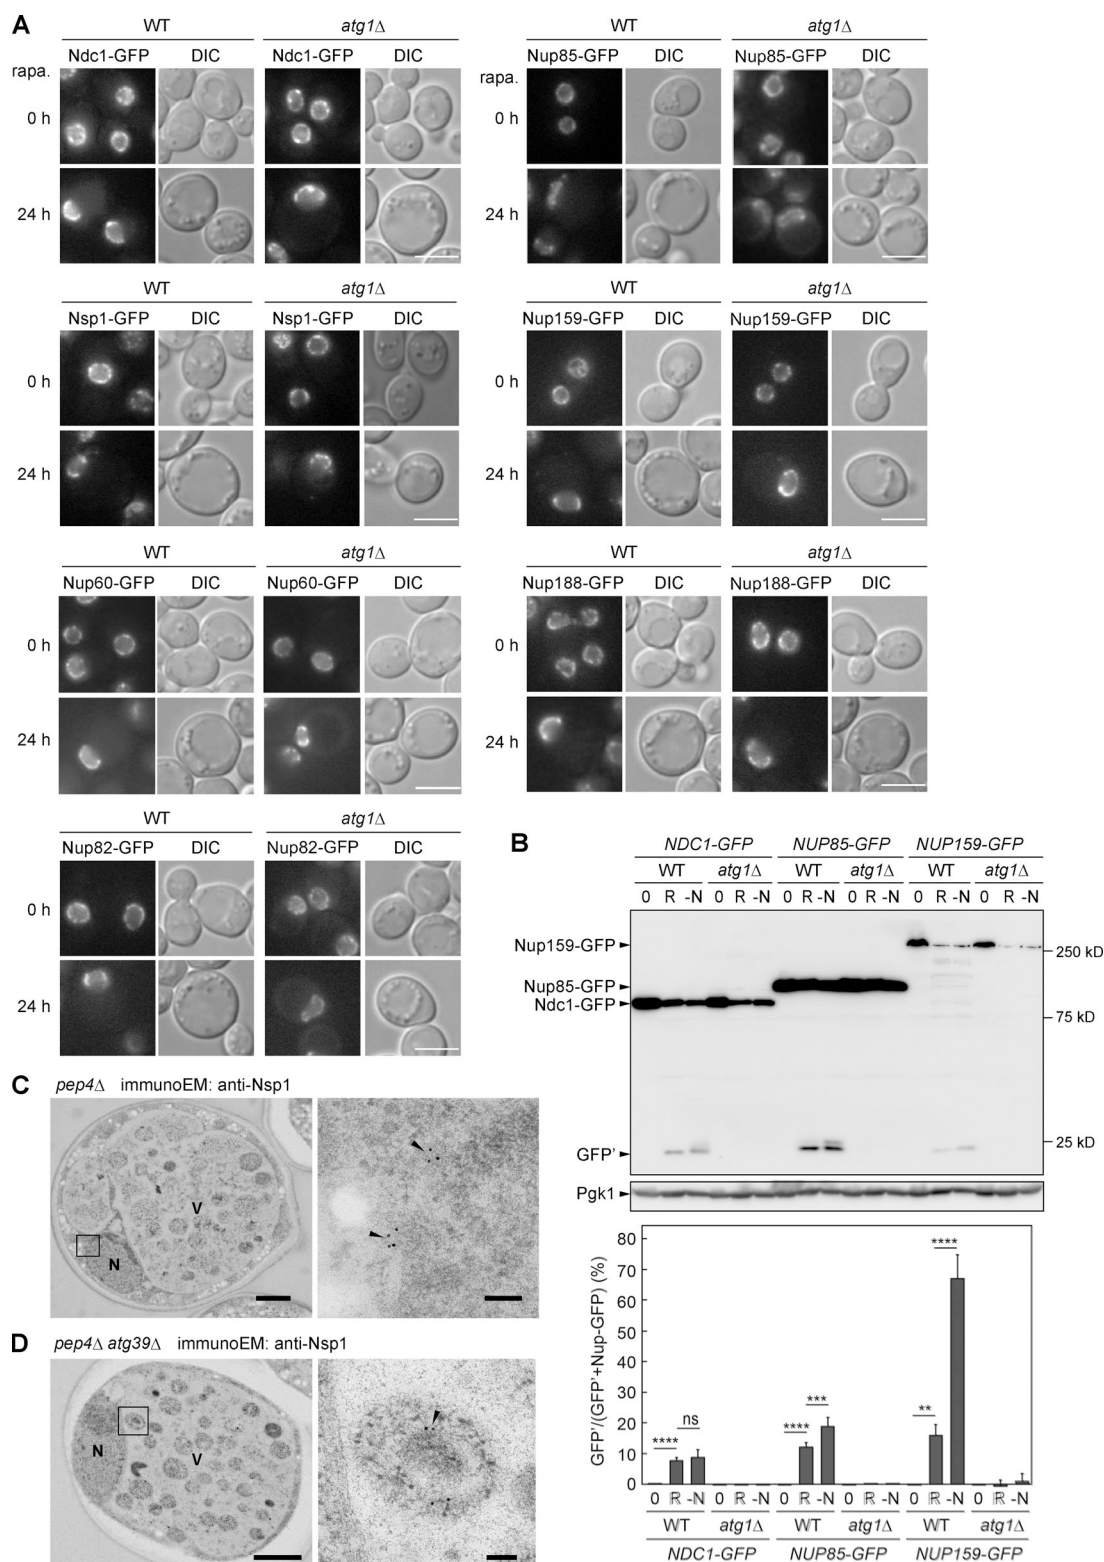 A
WT atg1Δ
Ndc1-GFP DIC Ndc1-GFP DIC
rapa.
0 h
24 h
WT atg1Δ
Nup85-GFP DIC Nup85-GFP DIC
rapa.
0 h
24 h
WT atg1Δ
Nsp1-GFP DIC Nsp1-GFP DIC
0 h
24 h
WT atg1Δ
Nup159-GFP DIC Nup159-GFP DIC
0 h
24 h
WT atg1Δ
Nup60-GFP DIC Nup60-GFP DIC
0 h
24 h
WT atg1Δ
Nup188-GFP DIC Nup188-GFP DIC
0 h
24 h
WT atg1Δ
Nup82-GFP DIC Nup82-GFP DIC
0 h
24 h
B
NDC1-GFP NUP85-GFP NUP159-GFP
WT atg1Δ WT atg1Δ WT atg1Δ
0 R -N 0 R -N 0 R -N 0 R -N 0 R -N 0 R -N
Nup159-GFP
250 kD
Nup85-GFP
Ndc1-GFP
75 kD
25 kD
GFP'
Pgk1
GFP'/(GFP'+Nup-GFP) (%)
80
70
60
50
40
30
20
10
0
**** ns
**** ***
** ****
0 R -N 0 R -N 0 R -N 0 R -N 0 R -N 0 R -N
WT atg1Δ WT atg1Δ WT atg1Δ
NDC1-GFP NUP85-GFP NUP159-GFP
C
pep4Δ immunoEM: anti-Nsp1
V
N
D
pep4Δ atg39Δ immunoEM: anti-Nsp1
N
V